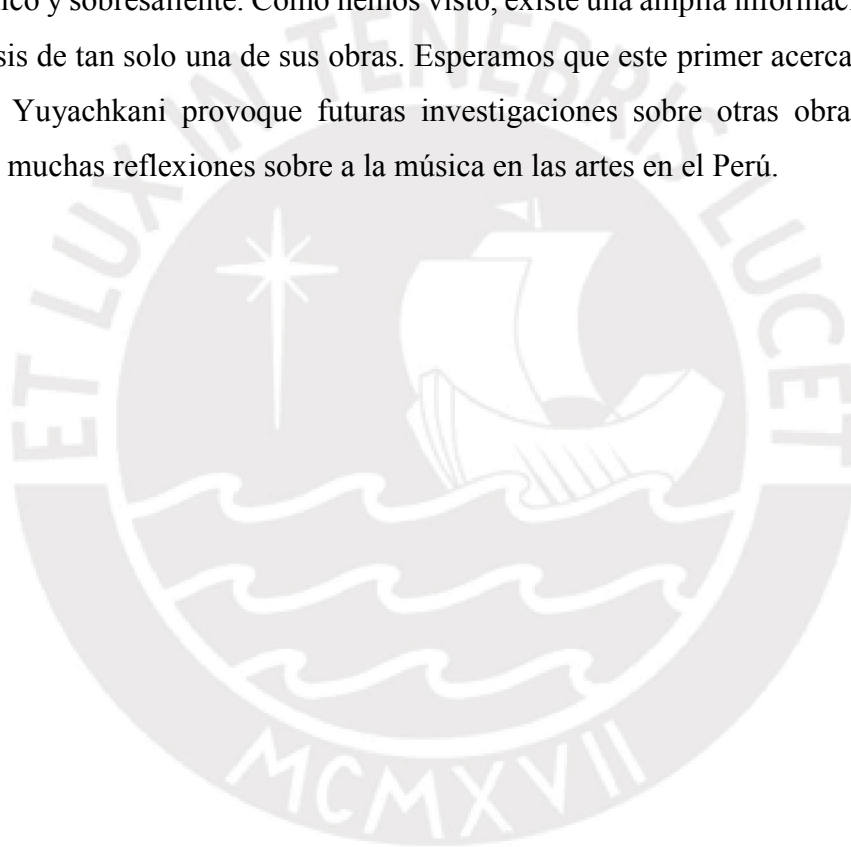 ico y sobresaliente. Como hemos visto, existe una amplia informaci
sis de tan solo una de sus obras. Esperamos que este primer acerca
Yuyachkani provoque futuras investigaciones sobre otras obra
muchas reflexiones sobre a la música en las artes en el Perú.
ET LUX IN TENEBRIS LUCET
MCMXVII